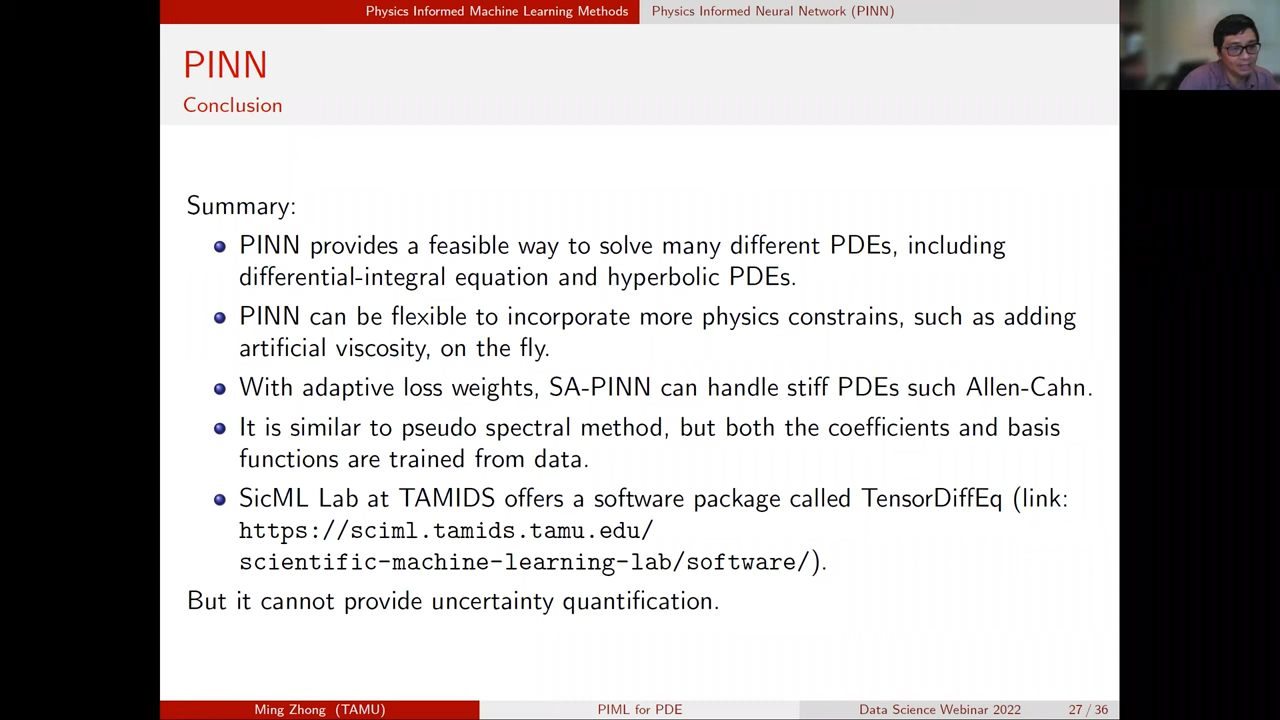 Physics Informed Machine Learning Methods Physics Informed Neural Network (PINN)
PINN
Conclusion
Summary:
PINN provides a feasible way to solve many different PDEs, including
differential-integral equation and hyperbolic PDEs.
PINN can be flexible to incorporate more physics constrains, such as adding
artificial viscosity, on the fly.
With adaptive loss weights, SA-PINN can handle stiff PDEs such Allen-Cahn.
It is similar to pseudo spectral method, but both the coefficients and basis
functions are trained from data.
SicML Lab at TAMIDS offers a software package called TensorDiffEq (link:
https://sciml.tamids.tamu.edu/
scientific-machine-learning-lab/software/).
But it cannot provide uncertainty quantification.
Ming Zhong (TAMU) PIML for PDE Data Science Webinar 2022 27 / 36